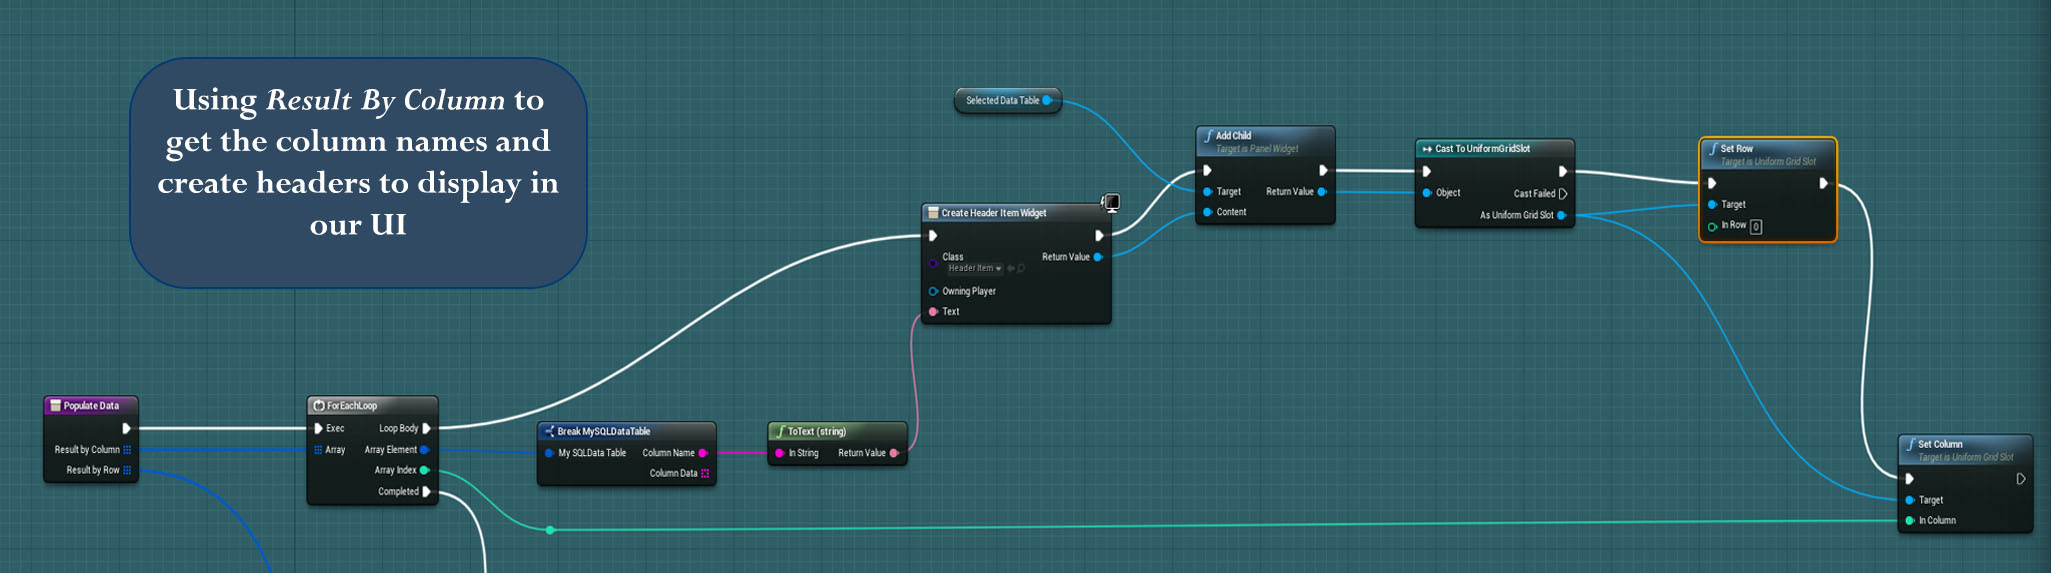 Using Result By Column to
get the column names and
create headers to display in
our UI
Selected Data Table
Add Child
Target is Panel Widget
Target
Return Value
Content
Cast To UniformGridSlot
Object
Cast Failed
As Uniform Grid Slot
Set Row
Target is Uniform Grid Slot
Target
In Row 0
Create Header Item Widget
Class
Header Item
Return Value
Owning Player
Text
Populate Data
Result by Column
Result by Row
ForEachLoop
Exec
Loop Body
Array
Array Element
Array Index
Completed
Break MySQLDataTable
My SQLData Table
Column Name
Column Data
ToText (string)
In String
Return Value
Set Column
Target is Uniform Grid Slot
Target
In Column